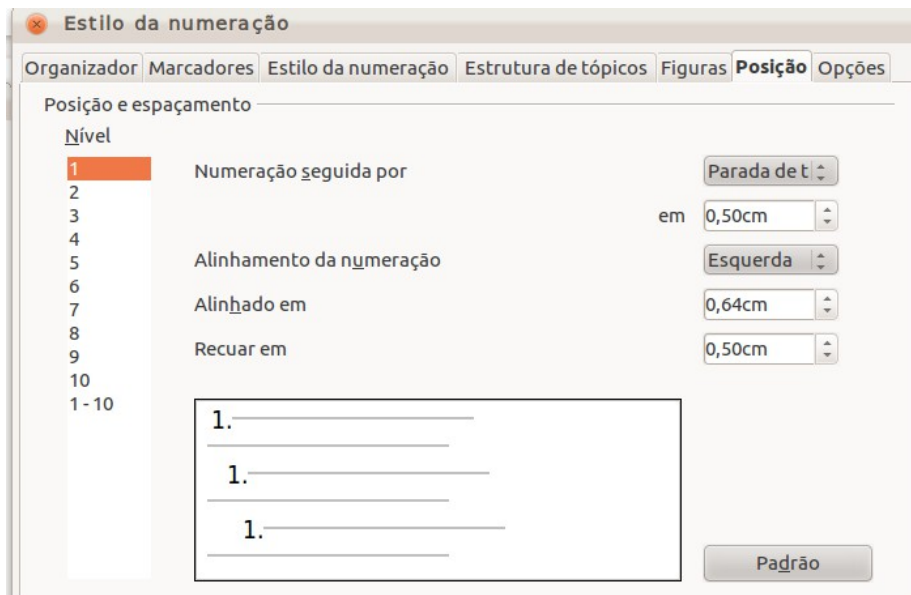 Estilo da numeração
Organizador Marcadores Estilo da numeração Estrutura de tópicos Figuras Posição Opções
Posição e espaçamento
Nível
1
Numeração seguida por Parada de t
2
3
em 0,50cm
4
5
Alinhamento da numeração Esquerda
6
7
Alinhado em 0,64cm
8
9
Recuar em 0,50cm
10
1 - 10
1.
1.
1.
Padrão